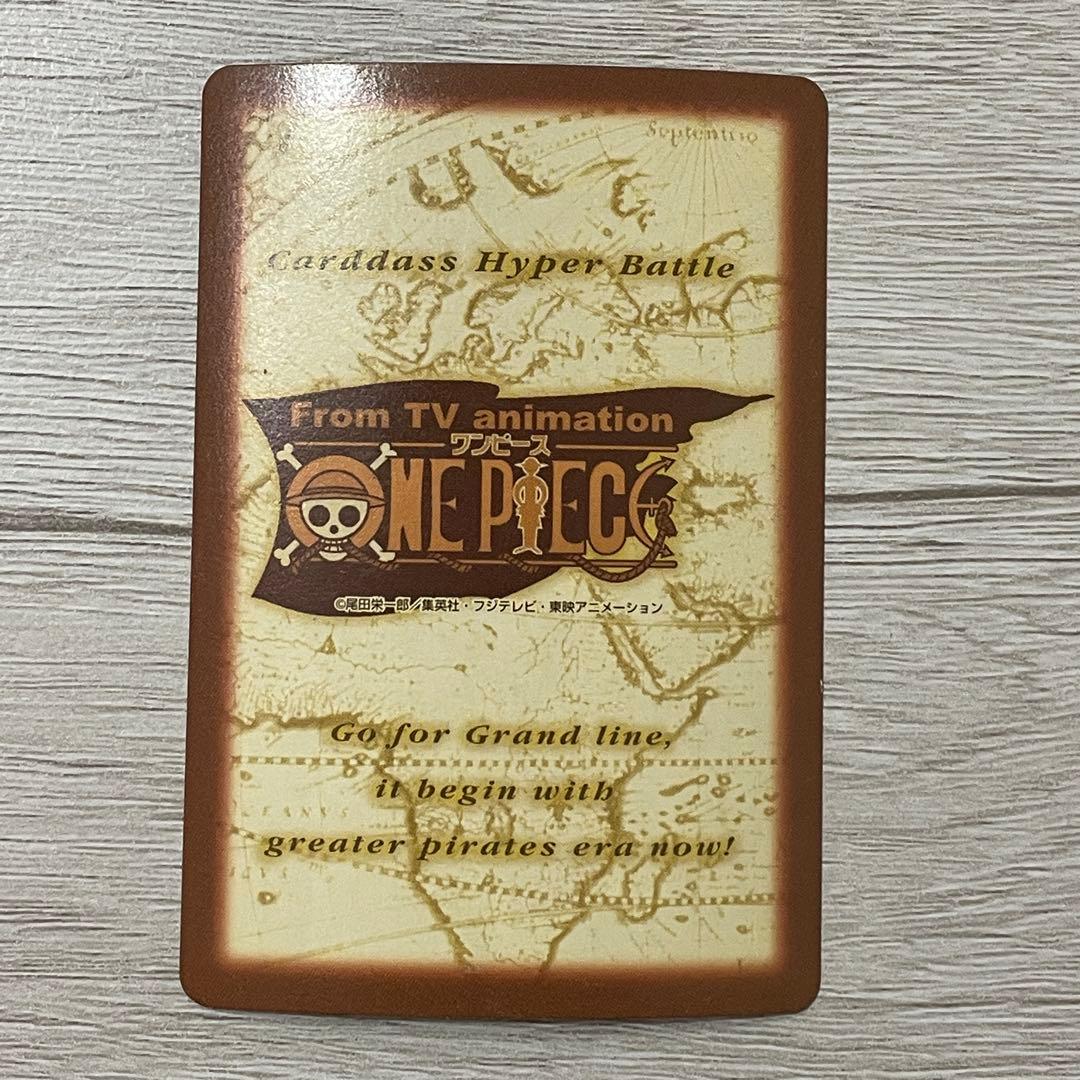 Septentrio
Carddass Hyper Battle
From TV animation
ワンピース
ONE PIECE
©尾田栄一郎／集英社・フジテレビ・東映アニメーション
Go for Grand line,
it begin with
greater pirates era now!